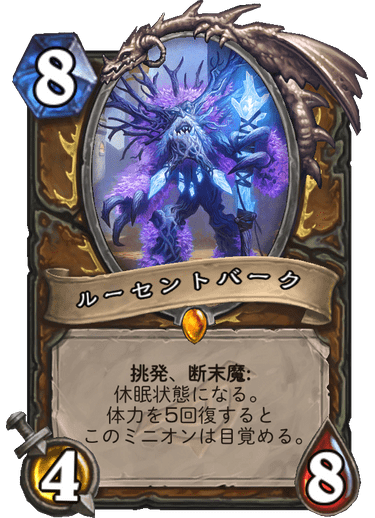 8
ルーセントバーク
挑発、断末魔:
休眠状態になる。
体力を5回復すると
このミニオンは目覚める。
4
8